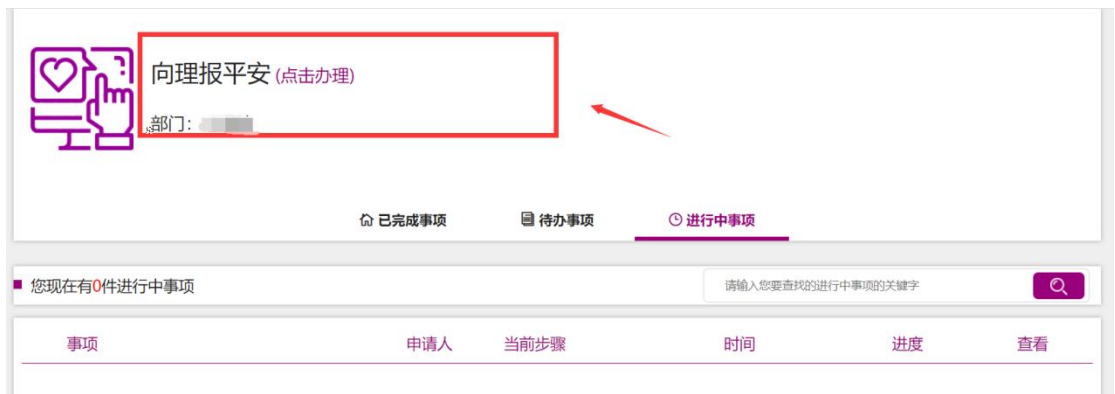 向理报平安(点击办理)
部门：
已完成事项 待办事项 进行中事项
您现在有0件进行中事项 请输入您要查找的进行中事项的关键字
事项 申请人 当前步骤 时间 进度 查看